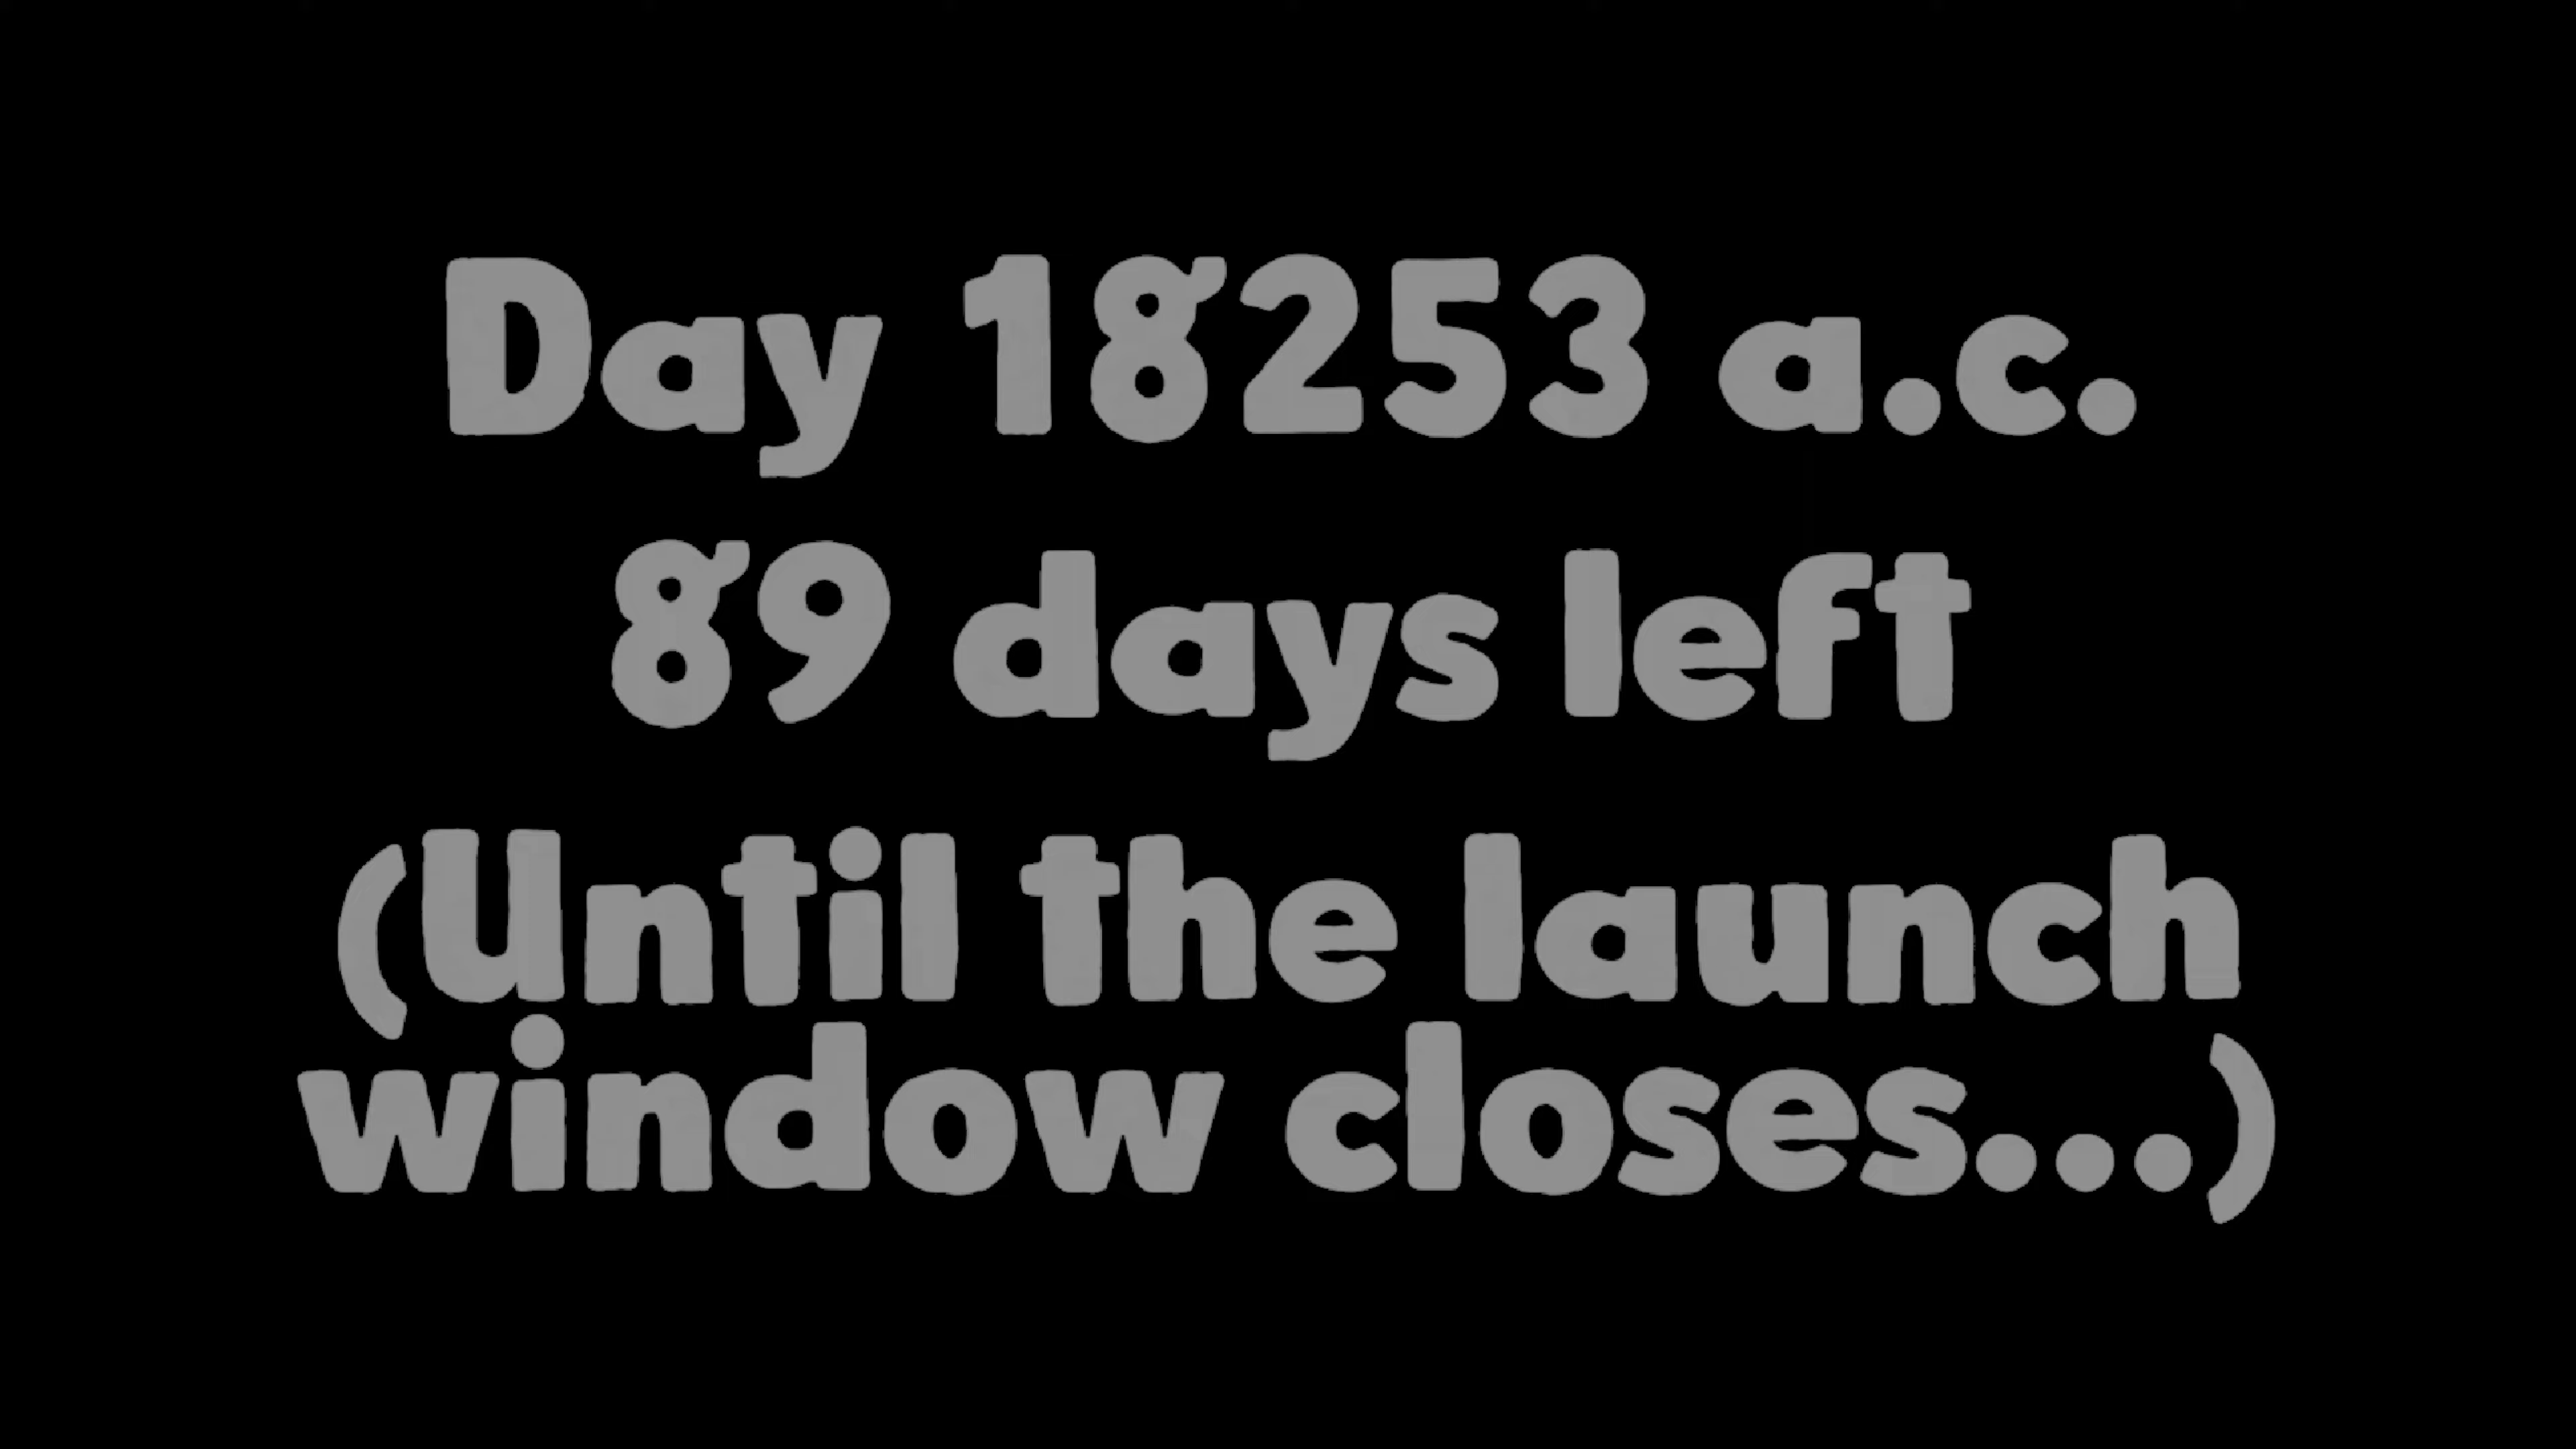 Day 18253 a.c.
89 days left
(Until the launch
window closes...)